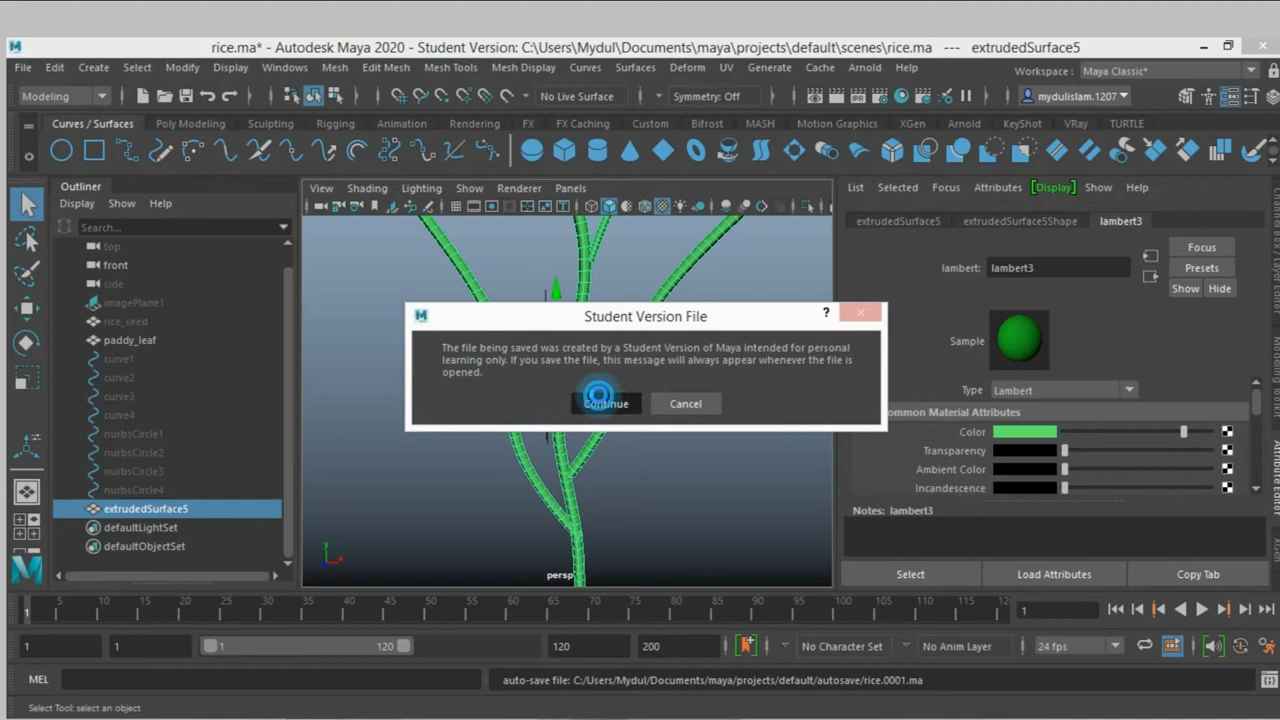 rice.ma* - Autodesk Maya 2020 - Student Version: C:\Users\Mydul\Documents\maya\projects\default\scenes\rice.ma --- extrudedSurface5
File Edit Create Select Modify Display Windows Mesh Edit Mesh Mesh Tools Mesh Display Curves Surfaces Deform UV Generate Cache Arnold Help Workspace : Maya Classic*
Modeling No Live Surface Symmetry: Off mydulislam.1207
Curves / Surfaces Poly Modeling Sculpting Rigging Animation Rendering FX FX Caching Custom Bifrost MASH Motion Graphics XGen Arnold KeyShot VRay TURTLE
Outliner
Display Show Help
Search...
top
front
side
imagePlane1
rice_seed
paddy_leaf
curve1
curve2
curve3
curve4
nurbsCircle1
nurbsCircle2
nurbsCircle3
nurbsCircle4
extrudedSurface5
defaultLightSet
defaultObjectSet
View Shading Lighting Show Renderer Panels
Student Version File ?
The file being saved was created by a Student Version of Maya intended for personal
learning only. If you save the file, this message will always appear whenever the file is
opened.
Continue Cancel
y
x
persp
List Selected Focus Attributes [Display] Show Help
extrudedSurface5 extrudedSurface5Shape lambert3
Focus
lambert: lambert3 Presets
Show Hide
Sample
Type Lambert
Common Material Attributes
Color
Transparency
Ambient Color
Incandescence
Notes: lambert3
Select Load Attributes Copy Tab
Attribute Editor
1 5 10 15 20 25 30 35 40 45 50 55 60 65 70 75 80 85 90 95 100 105 110 115 12 1
1 1 1 120 120 200 No Character Set No Anim Layer 24 fps
MEL auto-save file: C:/Users/Mydul/Documents/maya/projects/default/autosave/rice.0001.ma
Select Tool: select an object